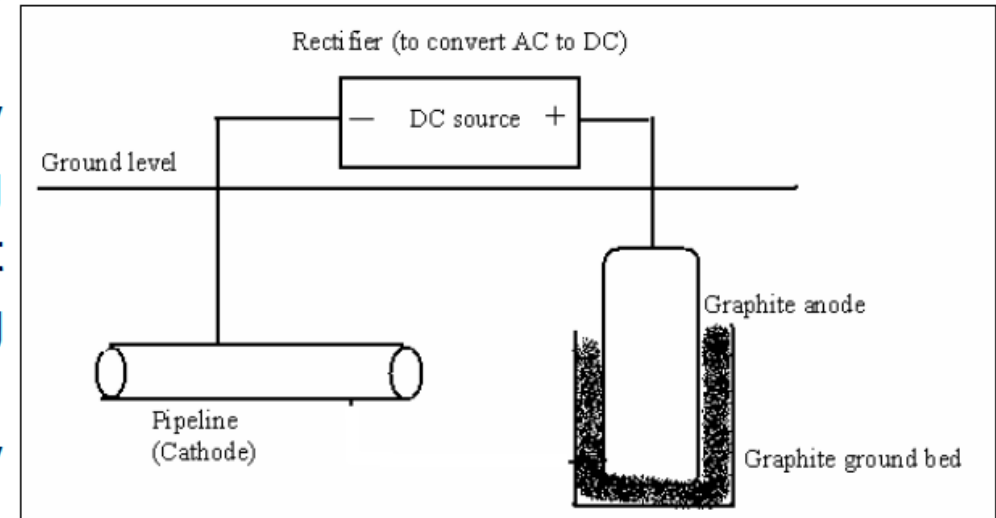 Rectifier (to convert AC to DC)
— DC source +
Ground level
Graphite anode
Pipeline
(Cathode)
Graphite ground bed